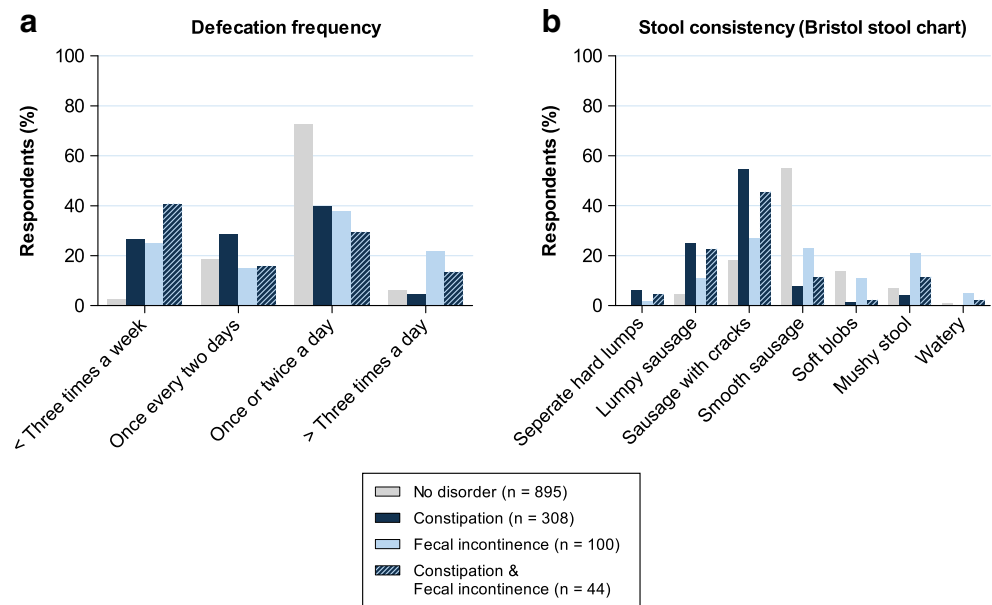 a
Defecation frequency
Respondents (%)
100
80
60
40
20
0
< Three times a week
Once every two days
Once or twice a day
> Three times a day
b
Stool consistency (Bristol stool chart)
Respondents (%)
100
80
60
40
20
0
Seperate hard lumps
Lumpy sausage
Sausage with cracks
Smooth sausage
Soft blobs
Mushy stool
Watery
No disorder (n = 895)
Constipation (n = 308)
Fecal incontinence (n = 100)
Constipation &
Fecal incontinence (n = 44)